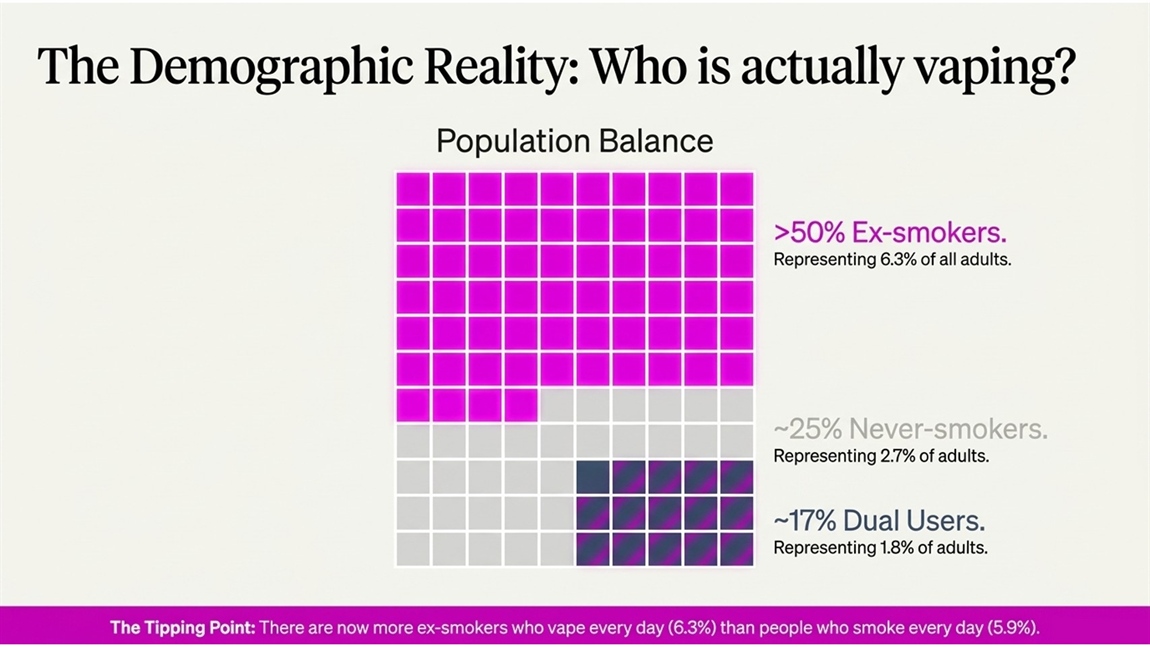 The Demographic Reality: Who is actually vaping?
Population Balance
>50% Ex-smokers.
Representing 6.3% of all adults.
~25% Never-smokers.
Representing 2.7% of adults.
~17% Dual Users.
Representing 1.8% of adults.
The Tipping Point: There are now more ex-smokers who vape every day (6.3%) than people who smoke every day (5.9%).